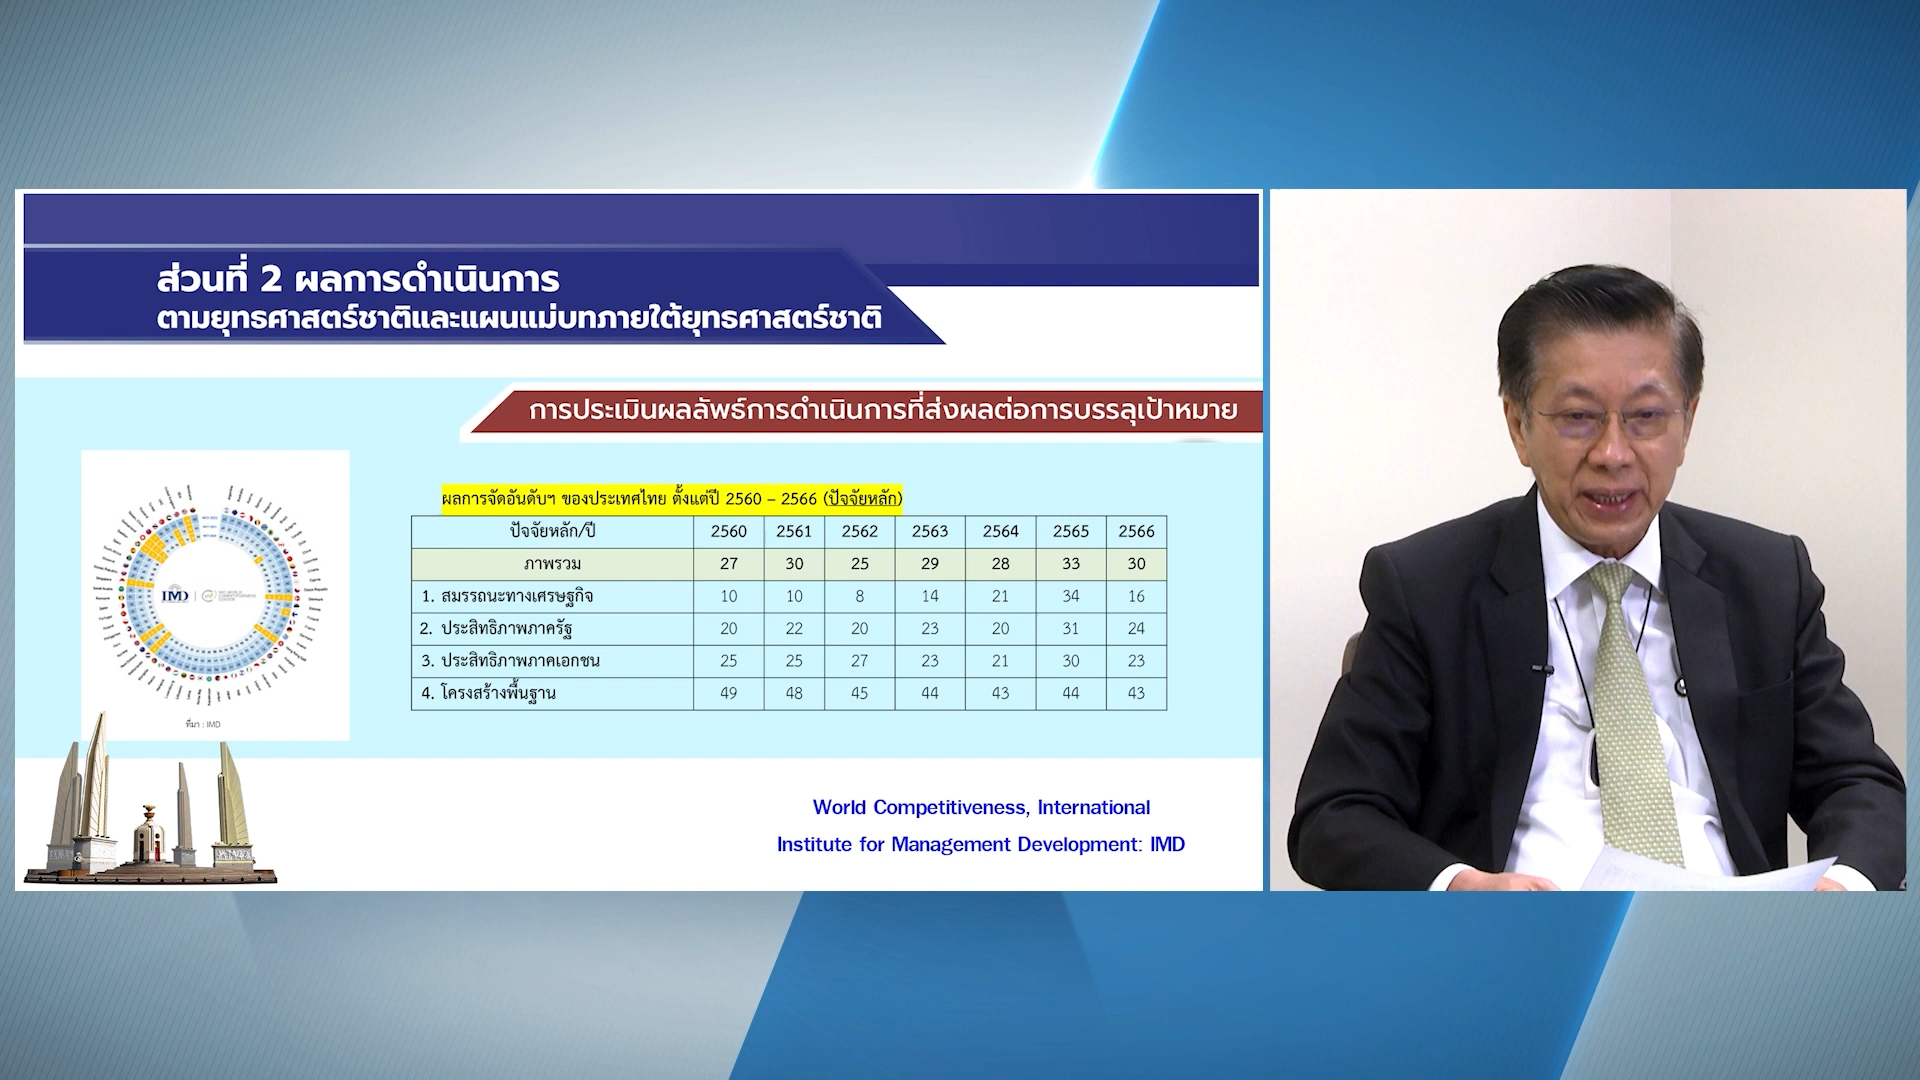 ส่วนที่ 2 ผลการดำเนินการ
ตามยุทธศาสตร์ชาติและแผนแม่บทภายใต้ยุทธศาสตร์ชาติ
การประเมินผลลัพธ์การดำเนินการที่ส่งผลต่อการบรรลุเป้าหมาย
ผลการจัดอันดับฯ ของประเทศไทย ตั้งแต่ปี 2560 – 2566 (ปัจจัยหลัก)
ปัจจัยหลัก/ปี 2560 2561 2562 2563 2564 2565 2566
ภาพรวม 27 30 25 29 28 33 30
1. สมรรถนะทางเศรษฐกิจ 10 10 8 14 21 34 16
2. ประสิทธิภาพภาครัฐ 20 22 20 23 20 31 24
3. ประสิทธิภาพภาคเอกชน 25 25 27 23 21 30 23
4. โครงสร้างพื้นฐาน 49 48 45 44 43 44 43
IMD
ที่มา : IMD
World Competitiveness, International
Institute for Management Development: IMD